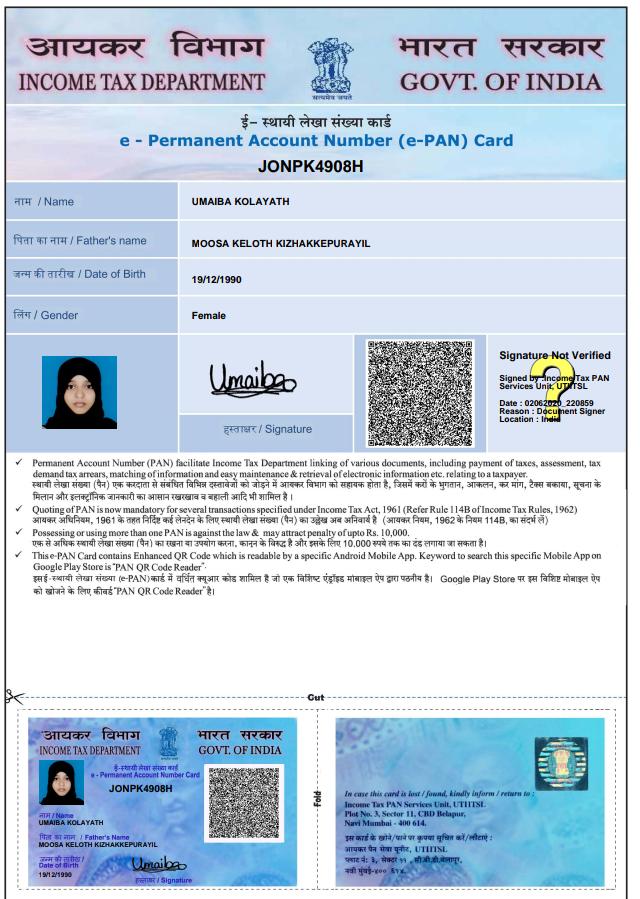 आयकर विभाग
INCOME TAX DEPARTMENT
सत्यमेव जयते
भारत सरकार
GOVT. OF INDIA
ई- स्थायी लेखा संख्या कार्ड
e - Permanent Account Number (e-PAN) Card
JONPK4908H
नाम / Name
UMAIBA KOLAYATH
पिता का नाम / Father's name
MOOSA KELOTH KIZHAKKEPURAYIL
जन्म की तारीख / Date of Birth
19/12/1990
लिंग / Gender
Female
Umaiba
हस्ताक्षर / Signature
Signature Not Verified
?
Signed by :Income Tax PAN
Services Unit, UTIITSL
Date : 02062020_220859
Reason : Document Signer
Location : India
✓ Permanent Account Number (PAN) facilitate Income Tax Department linking of various documents, including payment of taxes, assessment, tax
demand tax arrears, matching of information and easy maintenance & retrieval of electronic information etc. relating to a taxpayer.
स्थायी लेखा संख्या (पैन) एक करदाता से संबंधित विभिन्न दस्तावेजों को जोड़ने में आयकर विभाग को सहायक होता है, जिसमें करों के भुगतान, आकलन, कर मांग, टैक्स बकाया, सूचना के
मिलान और इलक्ट्रॉनिक जानकारी का आसान रखरखाव व बहाली आदि भी शामिल है।
✓ Quoting of PAN is now mandatory for several transactions specified under Income Tax Act, 1961 (Refer Rule 114B of Income Tax Rules, 1962)
आयकर अधिनियम, 1961 के तहत निर्दिष्ट कई लेनदेन के लिए स्थायी लेखा संख्या (पैन) का उल्लेख अब अनिवार्य है (आयकर नियम, 1962 के नियम 114B, का संदर्भ लें)
✓ Possessing or using more than one PAN is against the law & may attract penalty of upto Rs. 10,000.
एक से अधिक स्थायी लेखा संख्या (पैन) का रखना या उपयोग करना, कानून के विरुद्ध है और इसके लिए 10,000 रुपये तक का दंड लगाया जा सकता है।
✓ This e-PAN Card contains Enhanced QR Code which is readable by a specific Android Mobile App. Keyword to search this specific Mobile App on
Google Play Store is "PAN QR Code Reader".
इस ई-स्थायी लेखा संख्या (e-PAN)कार्ड में वर्धित क्यूआर कोड शामिल है जो एक विशिष्ट एंड्रॉइड मोबाइल ऐप द्वारा पठनीय है। Google Play Store पर इस विशिष्ट मोबाइल ऐप
को खोजने के लिए कीवर्ड "PAN QR Code Reader" है।
Cut
आयकर विभाग
INCOME TAX DEPARTMENT
भारत सरकार
GOVT. OF INDIA
ई-स्थायी लेखा संख्या कार्ड
e - Permanent Account Number Card
JONPK4908H
नाम / Name
UMAIBA KOLAYATH
पिता का नाम / Father's Name
MOOSA KELOTH KIZHAKKEPURAYIL
जन्म की तारीख /
Date of Birth
19/12/1990
Umaiba
हस्ताक्षर / Signature
Fold
In case this card is lost / found, kindly inform / return to :
Income Tax PAN Services Unit, UTIITSL
Plot No. 3, Sector 11, CBD Belapur,
Navi Mumbai - 400 614.
इस कार्ड के खोने/पाने पर कृपया सूचित करें/लौटाएं :
आयकर पैन सेवा यूनीट, UTIITSL
प्लाट नं: ३, सेक्टर ११ , सी.बी.डी.बेलापुर,
नवी मुंबई-४०० ६१४.